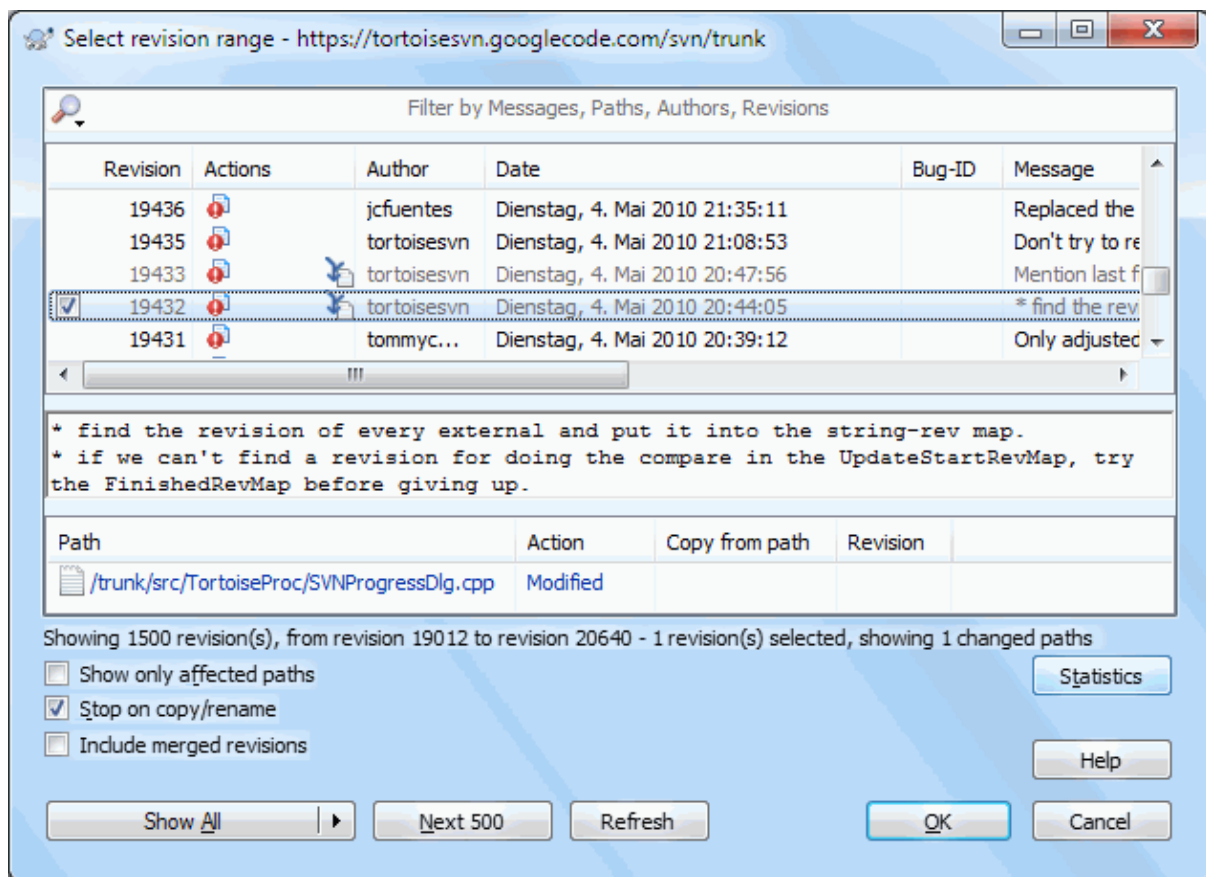 Select revision range - https://tortoisesvn.googlecode.com/svn/trunk
Filter by Messages, Paths, Authors, Revisions
Revision Actions Author Date Bug-ID Message
19436 jcfuentes Dienstag, 4. Mai 2010 21:35:11 Replaced the
19435 tortoisesvn Dienstag, 4. Mai 2010 21:08:53 Don't try to re
19433 tortoisesvn Dienstag, 4. Mai 2010 20:47:56 Mention last f
19432 tortoisesvn Dienstag, 4. Mai 2010 20:44:05 * find the rev
19431 tommyc... Dienstag, 4. Mai 2010 20:39:12 Only adjusted
* find the revision of every external and put it into the string-rev map.
* if we can't find a revision for doing the compare in the UpdateStartRevMap, try
the FinishedRevMap before giving up.
Path Action Copy from path Revision
/trunk/src/TortoiseProc/SVNProgressDlg.cpp Modified
Showing 1500 revision(s), from revision 19012 to revision 20640 - 1 revision(s) selected, showing 1 changed paths
Show only affected paths
Statistics
Stop on copy/rename
Include merged revisions
Help
Show All Next 500 Refresh OK Cancel